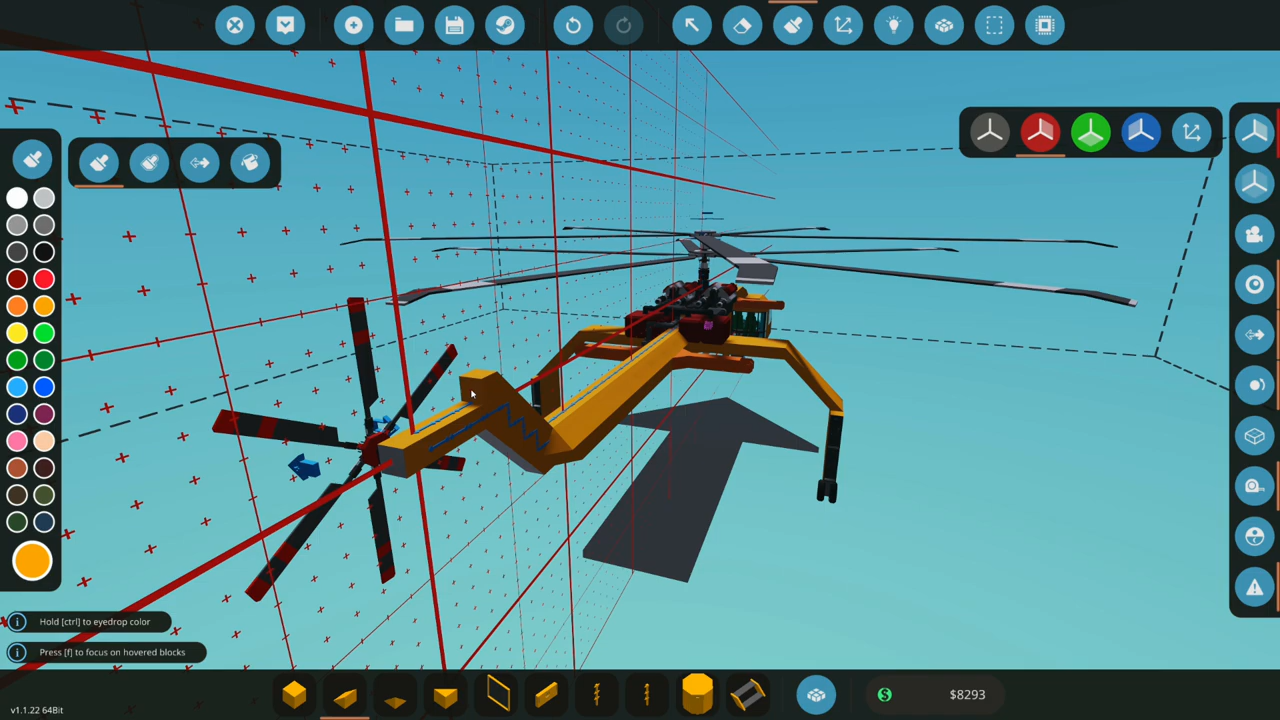 Hold [ctrl] to eyedrop color
Press [f] to focus on hovered blocks
$8293
v1.1.22 64Bit